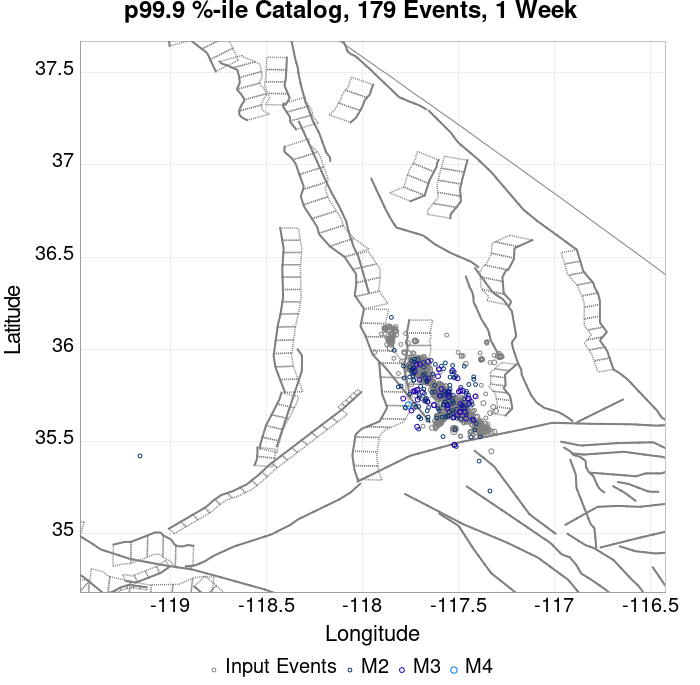 p99.9 %-ile Catalog, 179 Events, 1 Week
37.5
37
36.5
36
35.5
35
Latitude
-119 -118.5 -118 -117.5 -117 -116.5
Longitude
Input Events M2 M3 M4